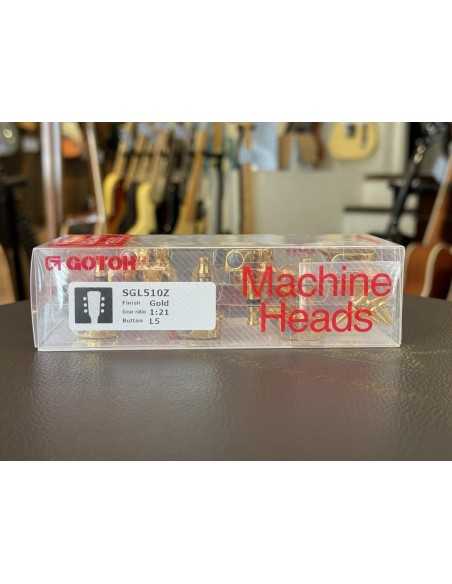 GOTOH
SGL510Z
Finish Gold
Gear ratio 1:21
Button L5
Machine
Heads